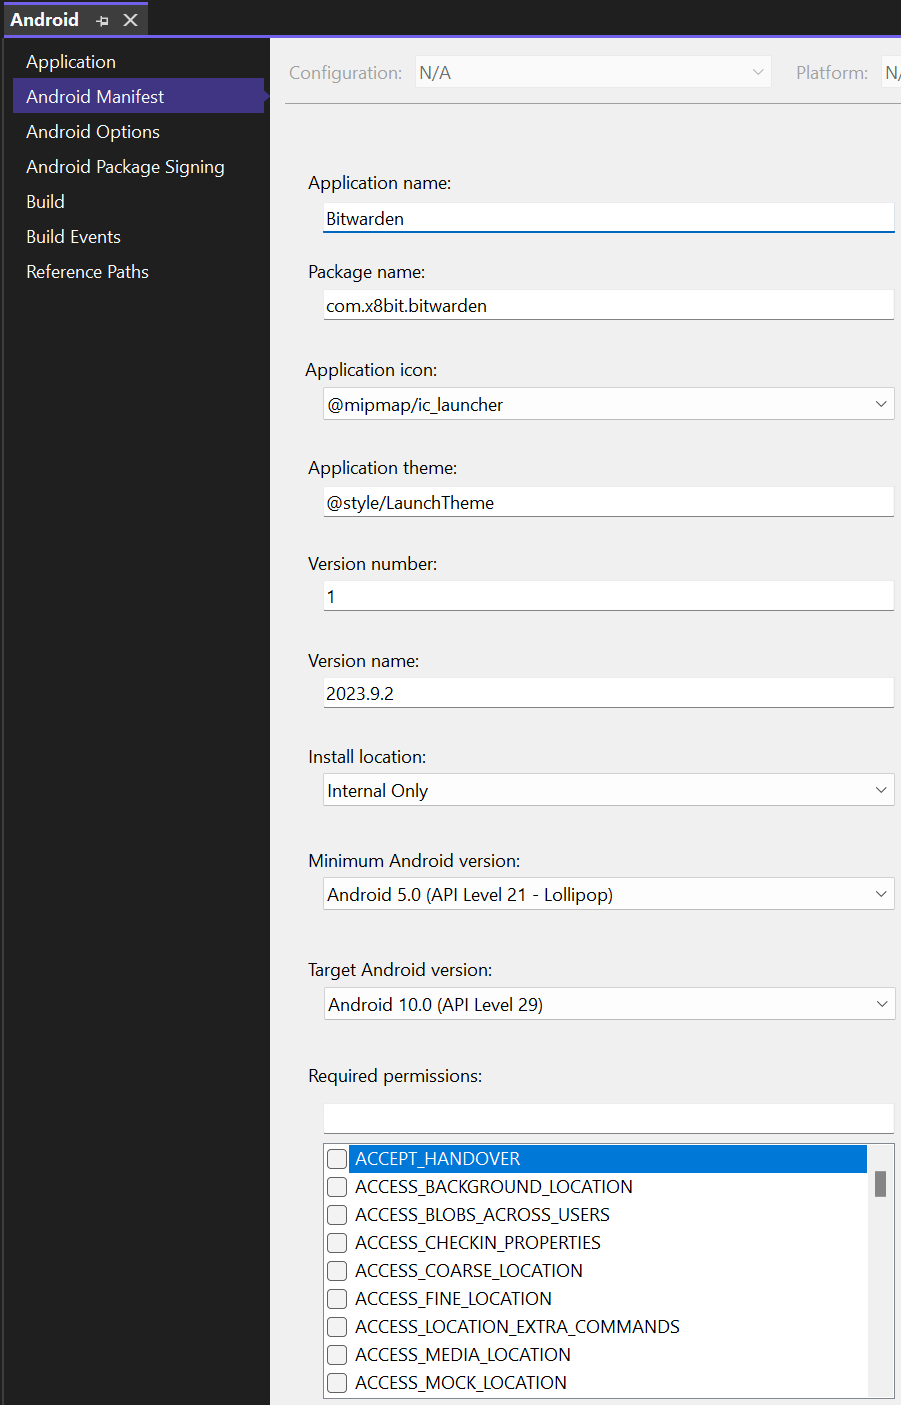 Android
Application
Android Manifest
Android Options
Android Package Signing
Build
Build Events
Reference Paths
Configuration: N/A Platform:
Application name:
Bitwarden
Package name:
com.x8bit.bitwarden
Application icon:
@mipmap/ic_launcher
Application theme:
@style/LaunchTheme
Version number:
1
Version name:
2023.9.2
Install location:
Internal Only
Minimum Android version:
Android 5.0 (API Level 21 - Lollipop)
Target Android version:
Android 10.0 (API Level 29)
Required permissions:
ACCEPT_HANDOVER
ACCESS_BACKGROUND_LOCATION
ACCESS_BLOBS_ACROSS_USERS
ACCESS_CHECKIN_PROPERTIES
ACCESS_COARSE_LOCATION
ACCESS_FINE_LOCATION
ACCESS_LOCATION_EXTRA_COMMANDS
ACCESS_MEDIA_LOCATION
ACCESS_MOCK_LOCATION